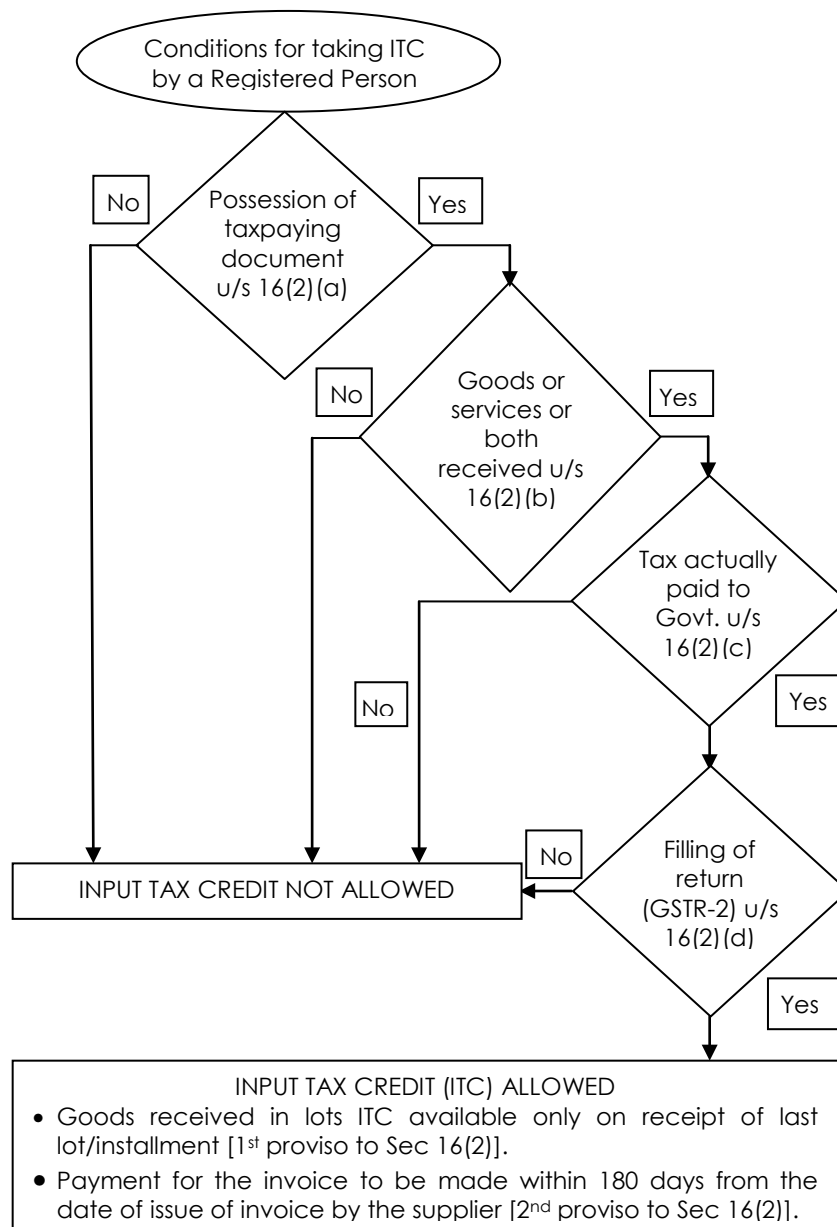 Conditions for taking ITC
by a Registered Person
No
Possession of
taxpaying
document
u/s 16(2)(a)
Yes
No
Goods or
services or
both
received u/s
16(2)(b)
Yes
Tax actually
paid to
Govt. u/s
16(2)(c)
No
Yes
No
Filling of
return
(GSTR-2) u/s
16(2)(d)
INPUT TAX CREDIT NOT ALLOWED
Yes
INPUT TAX CREDIT (ITC) ALLOWED
• Goods received in lots ITC available only on receipt of last
lot/installment [1st proviso to Sec 16(2)].
• Payment for the invoice to be made within 180 days from the
date of issue of invoice by the supplier [2nd proviso to Sec 16(2)].